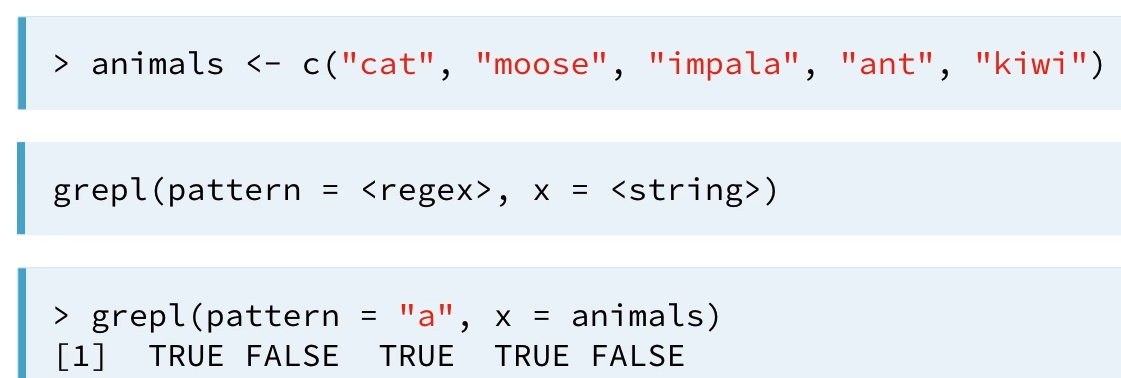 > animals <- c("cat", "moose", "impala", "ant", "kiwi")
grepl(pattern = <regex>, x = <string>)
> grepl(pattern = "a", x = animals)
[1]  TRUE FALSE  TRUE  TRUE FALSE